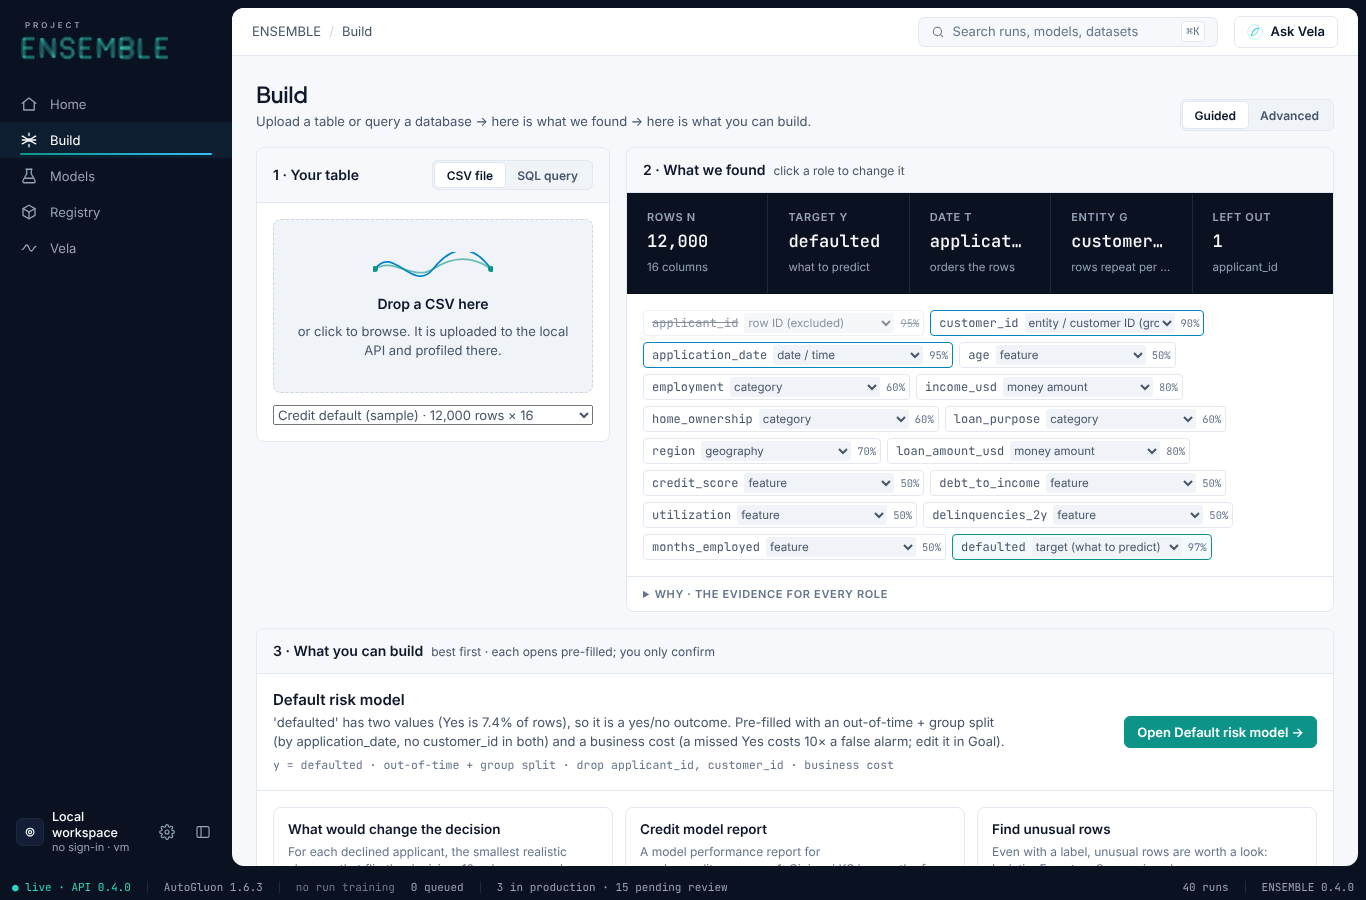 PROJECT
ENSEMBLE
Home
Build
Models
Registry
Vela
Local workspace
no sign-in · vm
ENSEMBLE / Build
Search runs, models, datasets ⌘K
Ask Vela
Build
Upload a table or query a database → here is what we found → here is what you can build.
Guided Advanced
1 · Your table
CSV file SQL query
Drop a CSV here
or click to browse. It is uploaded to the local
API and profiled there.
Credit default (sample) · 12,000 rows × 16
2 · What we found click a role to change it
ROWS N
12,000
16 columns
TARGET Y
defaulted
what to predict
DATE T
applicat…
orders the rows
ENTITY G
customer…
rows repeat per …
LEFT OUT
1
applicant_id
applicant_id row ID (excluded) 95%
customer_id entity / customer ID (grc 90%
application_date date / time 95%
age feature 50%
employment category 60%
income_usd money amount 80%
home_ownership category 60%
loan_purpose category 60%
region geography 70%
loan_amount_usd money amount 80%
credit_score feature 50%
debt_to_income feature 50%
utilization feature 50%
delinquencies_2y feature 50%
months_employed feature 50%
defaulted target (what to predict) 97%
WHY · THE EVIDENCE FOR EVERY ROLE
3 · What you can build best first · each opens pre-filled; you only confirm
Default risk model
'defaulted' has two values (Yes is 7.4% of rows), so it is a yes/no outcome. Pre-filled with an out-of-time + group split
(by application_date, no customer_id in both) and a business cost (a missed Yes costs 10× a false alarm; edit it in Goal).
y = defaulted · out-of-time + group split · drop applicant_id, customer_id · business cost
Open Default risk model →
What would change the decision
For each declined applicant, the smallest realistic
Credit model report
A model performance report for
Find unusual rows
Even with a label, unusual rows are worth a look:
live · API 0.4.0
AutoGluon 1.6.3
no run training 0 queued
3 in production · 15 pending review
40 runs
ENSEMBLE 0.4.0